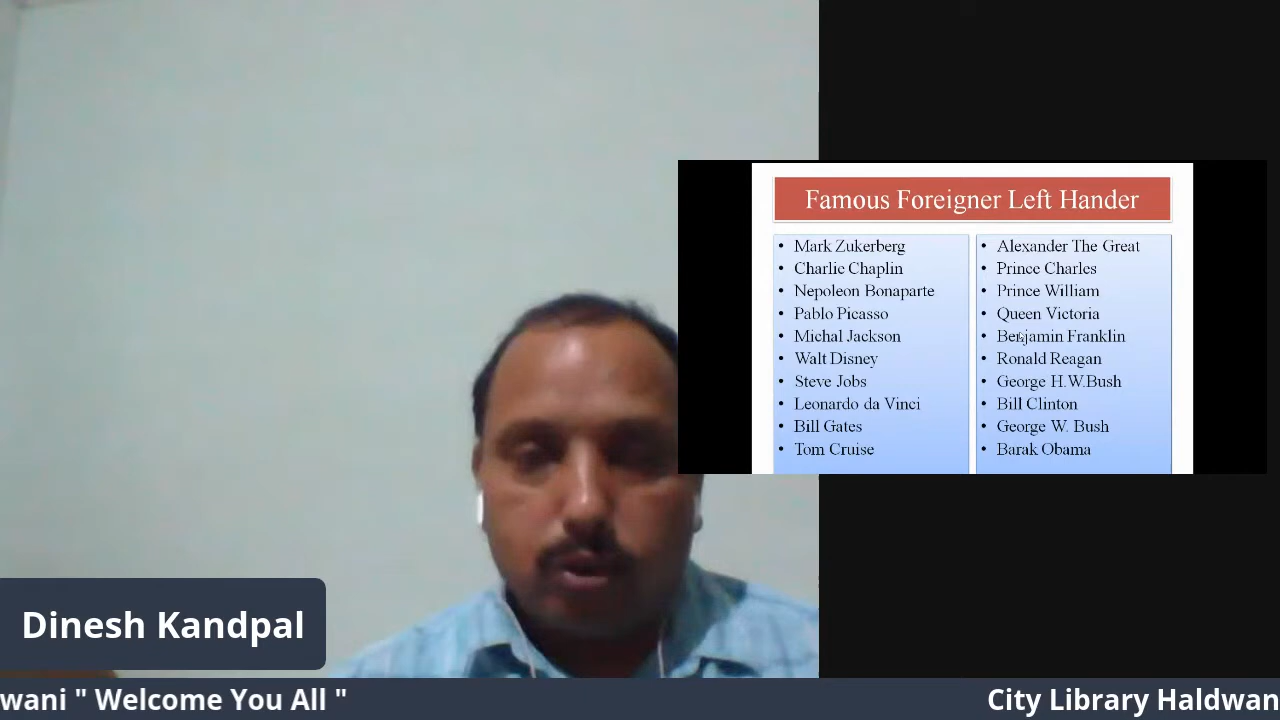 Famous Foreigner Left Hander
• Mark Zukerberg
• Charlie Chaplin
• Nepoleon Bonaparte
• Pablo Picasso
• Michal Jackson
• Walt Disney
• Steve Jobs
• Leonardo da Vinci
• Bill Gates
• Tom Cruise
• Alexander The Great
• Prince Charles
• Prince William
• Queen Victoria
• Benjamin Franklin
• Ronald Reagan
• George H.W.Bush
• Bill Clinton
• George W. Bush
• Barak Obama
Dinesh Kandpal
wani " Welcome You All "
City Library Haldwan